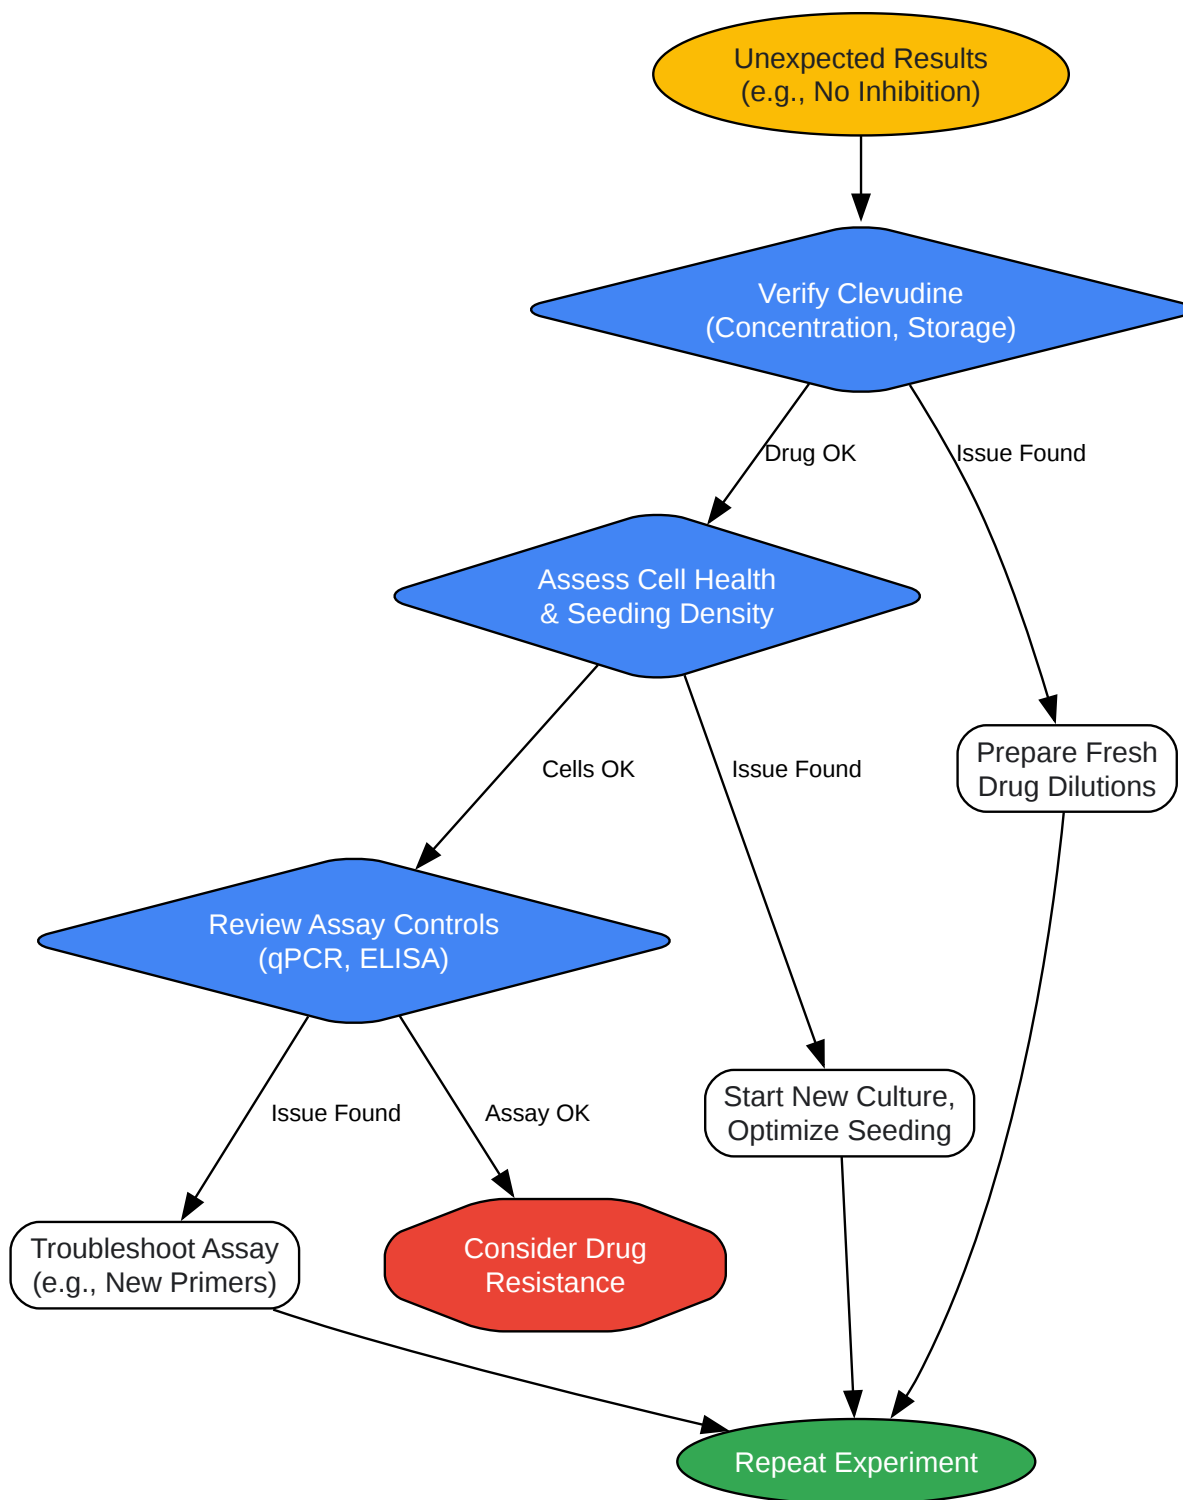 Unexpected Results
(e.g., No Inhibition)
Verify Clevudine
(Concentration, Storage)
Drug OK
Issue Found
Assess Cell Health
& Seeding Density
Cells OK
Issue Found
Prepare Fresh
Drug Dilutions
Review Assay Controls
(qPCR, ELISA)
Issue Found
Assay OK
Start New Culture,
Optimize Seeding
Troubleshoot Assay
(e.g., New Primers)
Consider Drug
Resistance
Repeat Experiment